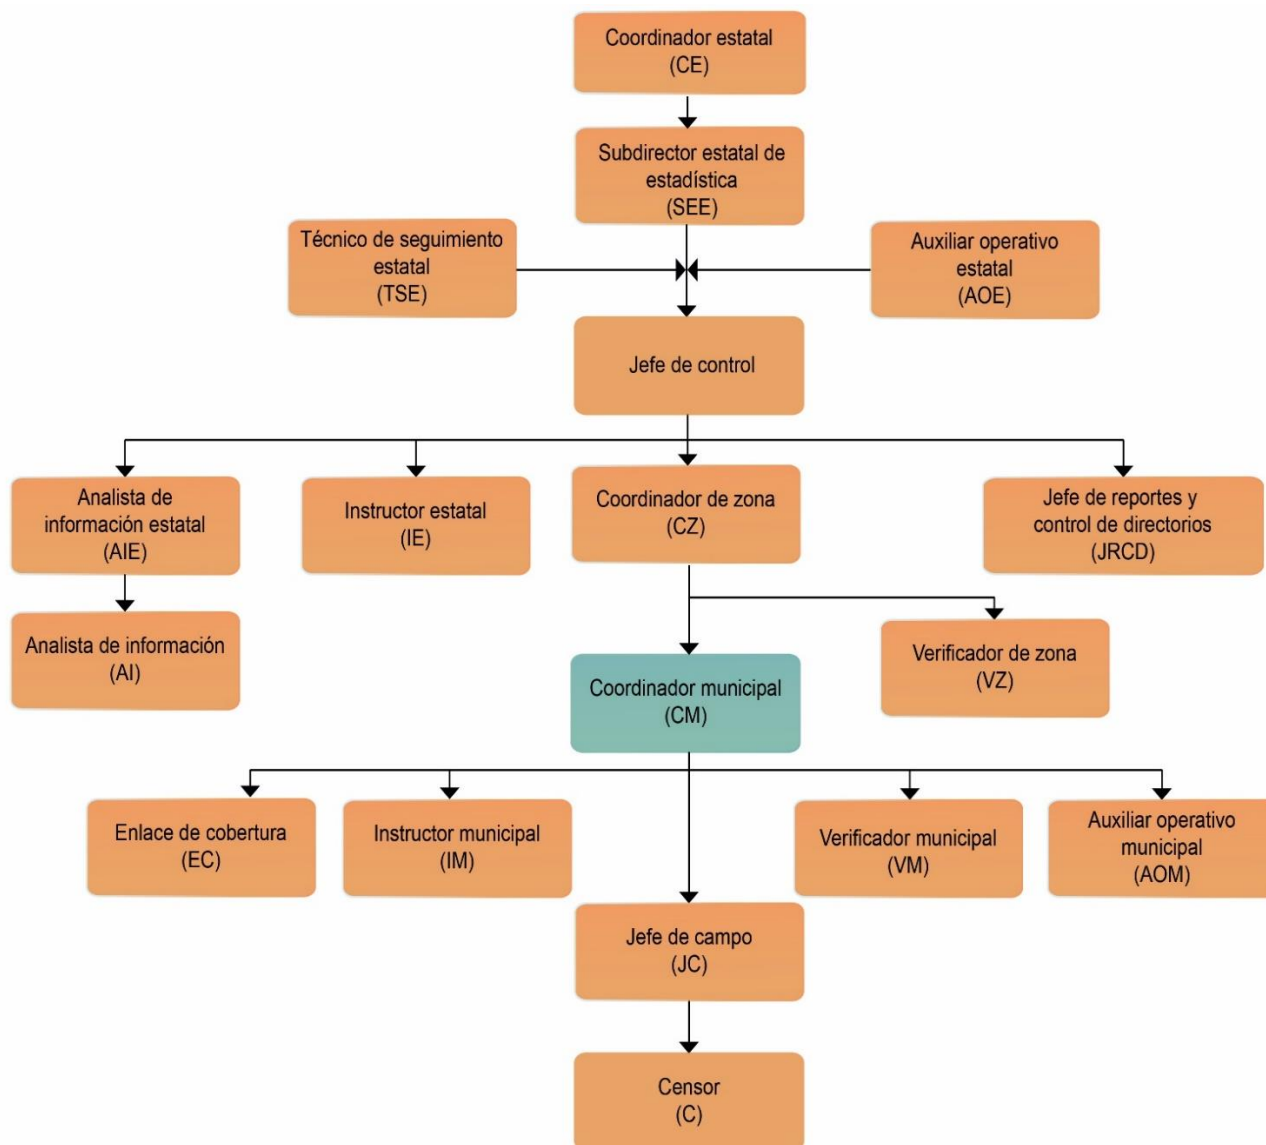 Coordinador estatal
(CE)
Subdirector estatal de
estadística
(SEE)
Técnico de seguimiento
estatal
(TSE)
Auxiliar operativo
estatal
(AOE)
Jefe de control
Analista de
información estatal
(AIE)
Instructor estatal
(IE)
Coordinador de zona
(CZ)
Jefe de reportes y
control de directorios
(JRCD)
Analista de información
(AI)
Verificador de zona
(VZ)
Coordinador municipal
(CM)
Enlace de cobertura
(EC)
Instructor municipal
(IM)
Verificador municipal
(VM)
Auxiliar operativo
municipal
(AOM)
Jefe de campo
(JC)
Censor
(C)